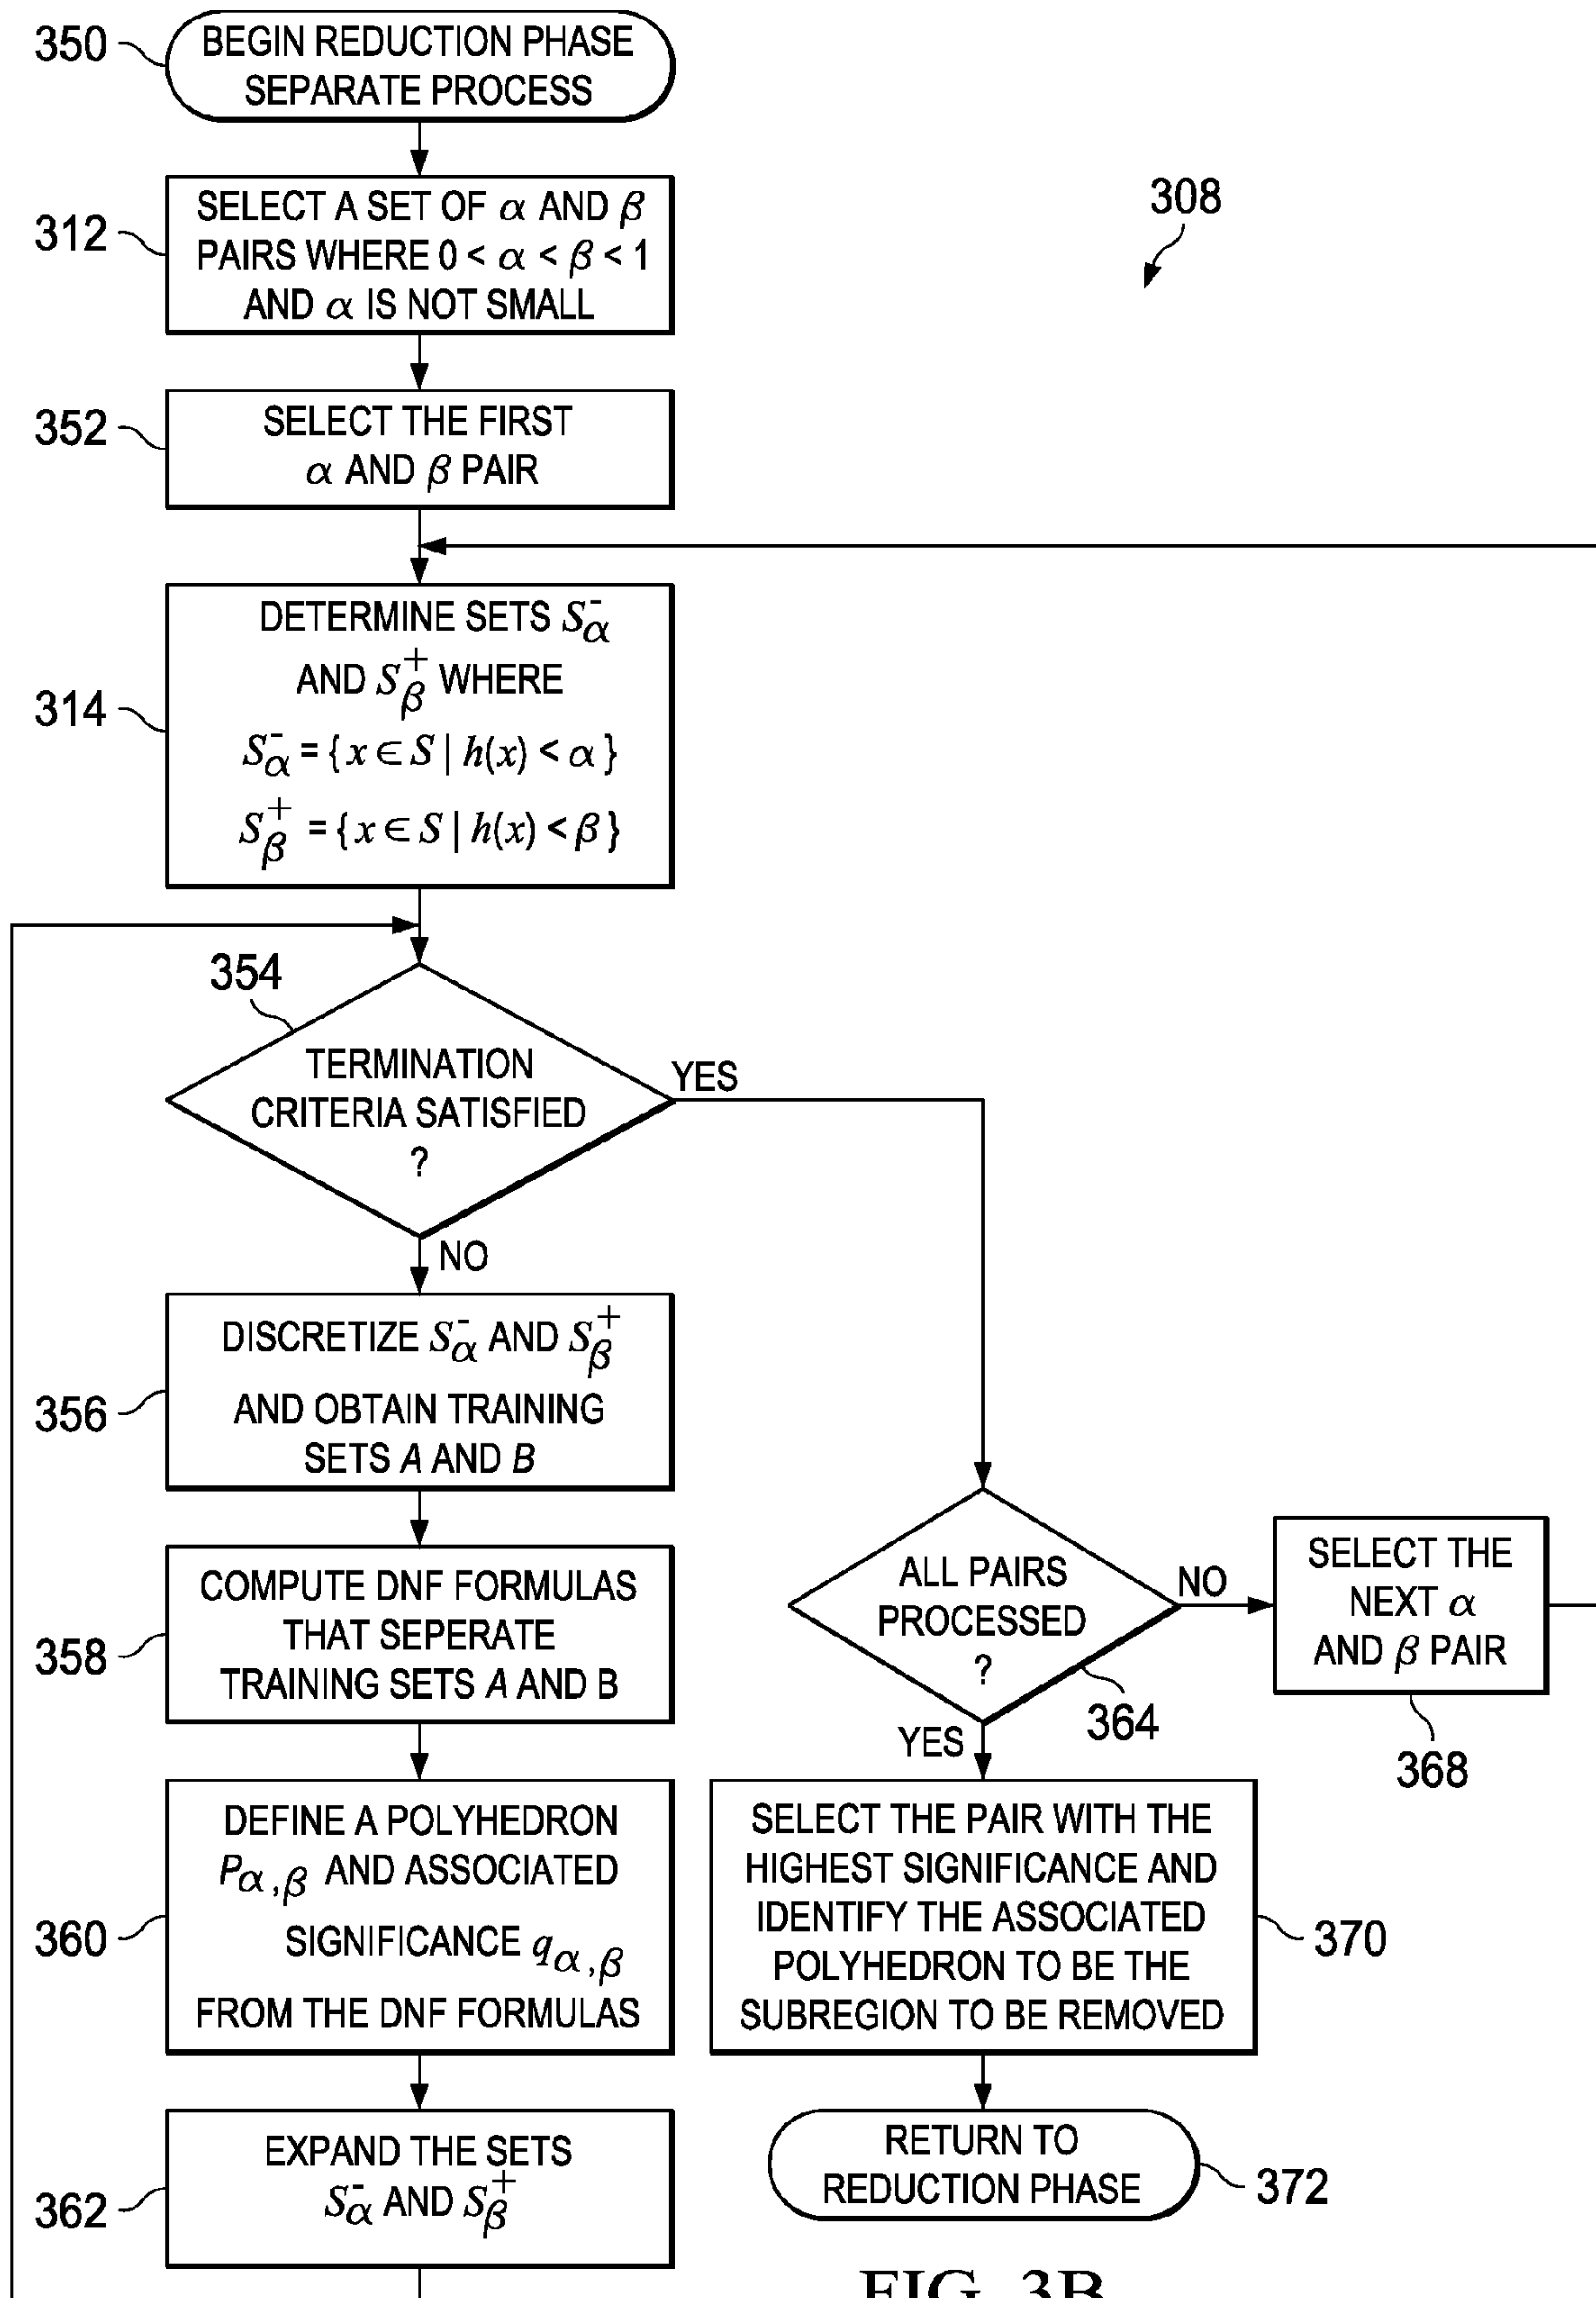 350
BEGIN REDUCTION PHASE
SEPARATE PROCESS
308
312
SELECT A SET OF α AND β
PAIRS WHERE 0 < α < β < 1
AND α IS NOT SMALL
352
SELECT THE FIRST
α AND β PAIR
314
DETERMINE SETS S⁻α
AND S⁺β WHERE
S⁻α = { x ∈ S | h(x) < α }
S⁺β = { x ∈ S | h(x) < β }
354
TERMINATION
CRITERIA SATISFIED
?
YES
NO
356
DISCRETIZE S⁻α AND S⁺β
AND OBTAIN TRAINING
SETS A AND B
358
COMPUTE DNF FORMULAS
THAT SEPERATE
TRAINING SETS A AND B
360
DEFINE A POLYHEDRON
Pα,β AND ASSOCIATED
SIGNIFICANCE qα,β
FROM THE DNF FORMULAS
362
EXPAND THE SETS
S⁻α AND S⁺β
ALL PAIRS
PROCESSED
?
364
NO
YES
SELECT THE
NEXT α
AND β PAIR
368
SELECT THE PAIR WITH THE
HIGHEST SIGNIFICANCE AND
IDENTIFY THE ASSOCIATED
POLYHEDRON TO BE THE
SUBREGION TO BE REMOVED
370
RETURN TO
REDUCTION PHASE
372
FIG. 3B